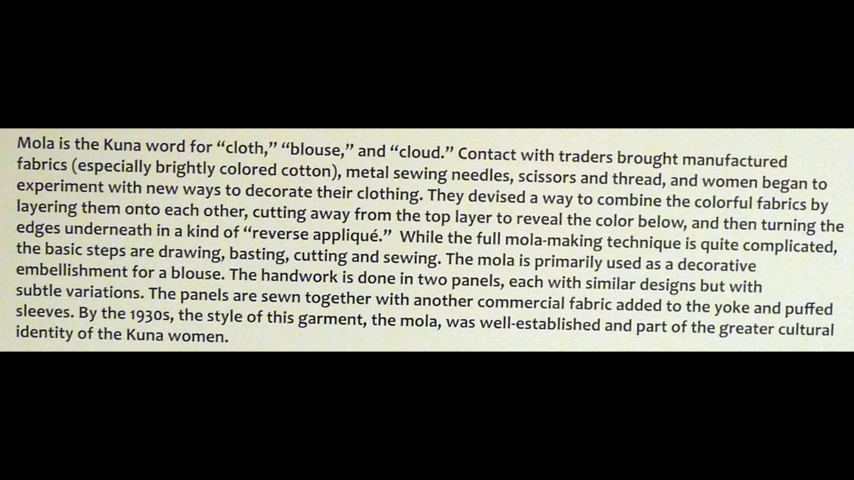 Mola is the Kuna word for “cloth,” “blouse,” and “cloud.” Contact with traders brought manufactured
fabrics (especially brightly colored cotton), metal sewing needles, scissors and thread, and women began to
experiment with new ways to decorate their clothing. They devised a way to combine the colorful fabrics by
layering them onto each other, cutting away from the top layer to reveal the color below, and then turning the
edges underneath in a kind of “reverse appliqué.” While the full mola-making technique is quite complicated,
the basic steps are drawing, basting, cutting and sewing. The mola is primarily used as a decorative
embellishment for a blouse. The handwork is done in two panels, each with similar designs but with
subtle variations. The panels are sewn together with another commercial fabric added to the yoke and puffed
sleeves. By the 1930s, the style of this garment, the mola, was well-established and part of the greater cultural
identity of the Kuna women.